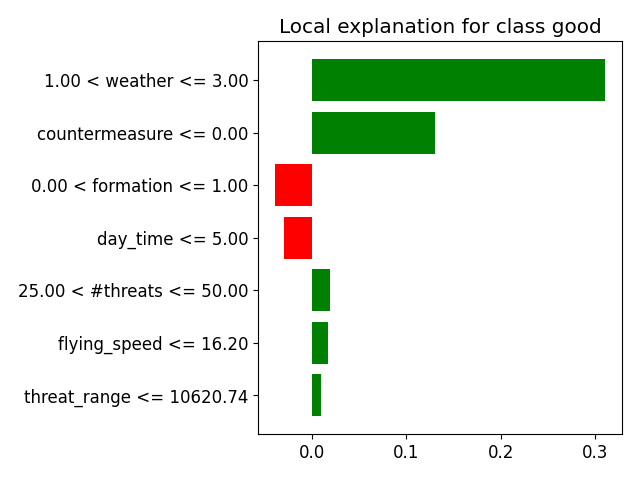 Local explanation for class good
1.00 < weather <= 3.00
countermeasure <= 0.00
0.00 < formation <= 1.00
day_time <= 5.00
25.00 < #threats <= 50.00
flying_speed <= 16.20
threat_range <= 10620.74
0.0 0.1 0.2 0.3